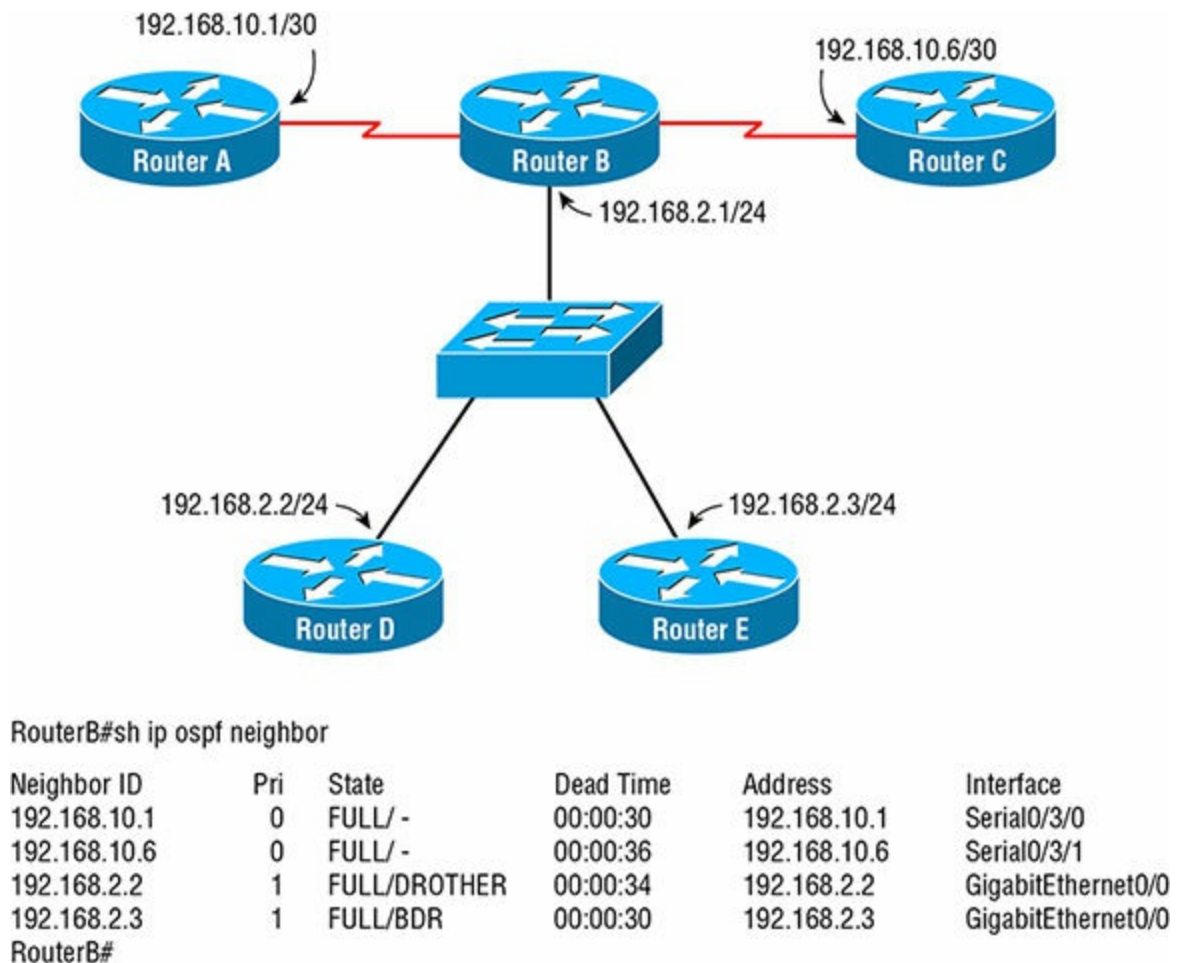 192.168.10.1/30
192.168.10.6/30
Router A
Router B
Router C
192.168.2.1/24
192.168.2.2/24
192.168.2.3/24
Router D
Router E
RouterB#sh ip ospf neighbor
Neighbor ID Pri State Dead Time Address Interface
192.168.10.1 0 FULL/ - 00:00:30 192.168.10.1 Serial0/3/0
192.168.10.6 0 FULL/ - 00:00:36 192.168.10.6 Serial0/3/1
192.168.2.2 1 FULL/DROTHER 00:00:34 192.168.2.2 GigabitEthernet0/0
192.168.2.3 1 FULL/BDR 00:00:30 192.168.2.3 GigabitEthernet0/0
RouterB#